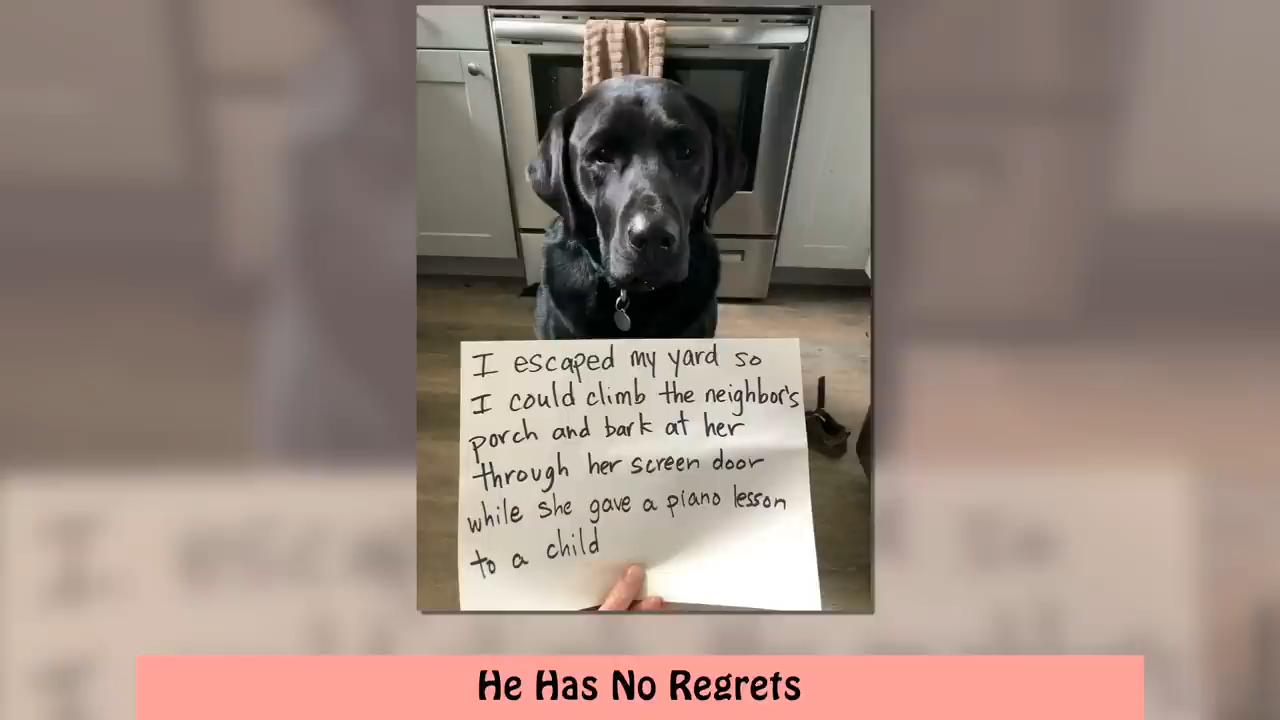 I escaped my yard so
I could climb the neighbor's
porch and bark at her
through her screen door
while she gave a piano lesson
to a child
He Has No Regrets